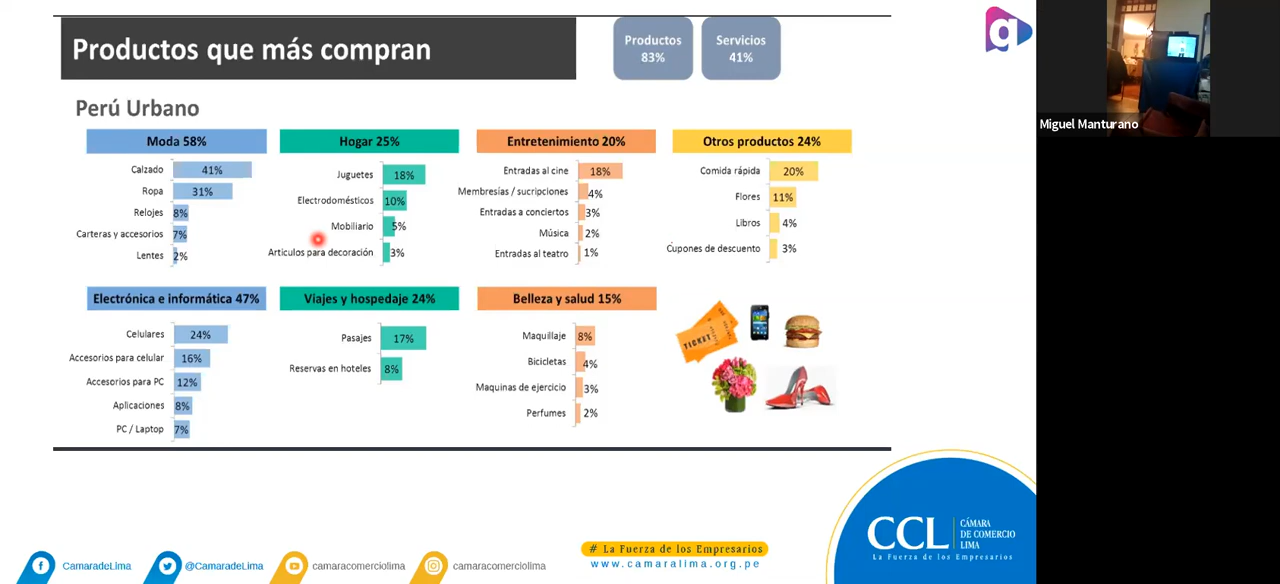 Productos que más compran
Productos
83%
Servicios
41%
g
Perú Urbano
Moda 58%
Calzado 41%
Ropa 31%
Relojes 8%
Carteras y accesorios 7%
Lentes 2%
Hogar 25%
Juguetes 18%
Electrodomésticos 10%
Mobiliario 5%
Articulos para decoración 3%
Entretenimiento 20%
Entradas al cine 18%
Membresías / sucripciones 4%
Entradas a conciertos 3%
Música 2%
Entradas al teatro 1%
Otros productos 24%
Comida rápida 20%
Flores 11%
Libros 4%
Cupones de descuento 3%
Electrónica e informática 47%
Celulares 24%
Accesorios para celular 16%
Accesorios para PC 12%
Aplicaciones 8%
PC / Laptop 7%
Viajes y hospedaje 24%
Pasajes 17%
Reservas en hoteles 8%
Belleza y salud 15%
Maquillaje 8%
Bicicletas 4%
Maquinas de ejercicio 3%
Perfumes 2%
TICKET
CamaradeLima
@CamaradeLima
camaracomerciolima
camaracomerciolima
# La Fuerza de los Empresarios
www.camaralima.org.pe
CCL
CÁMARA
DE COMERCIO
LIMA
La Fuerza de los Empresarios
Miguel Manturano